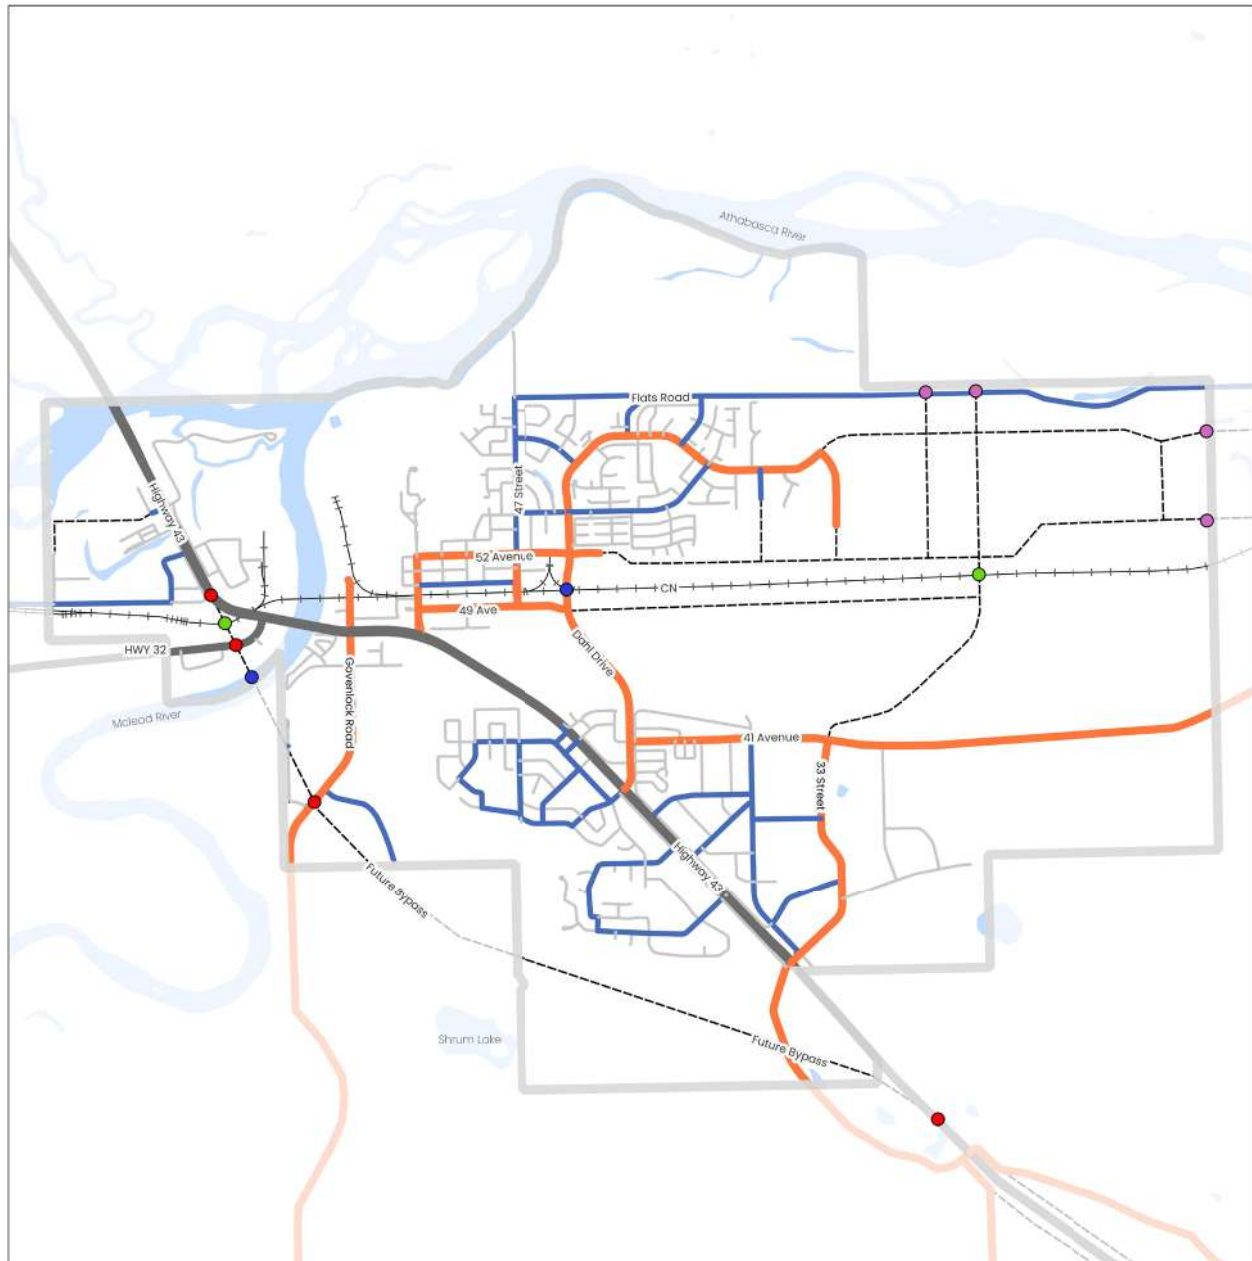 Athabasca River
Flats Road
Highway 43
47 Street
52 Avenue
CN
49 Ave
HWY 32
Dahl Drive
Govenlock Road
Mcleod River
41 Avenue
33 Street
Highway 43
Future Bypass
Shrum Lake
Future Bypass